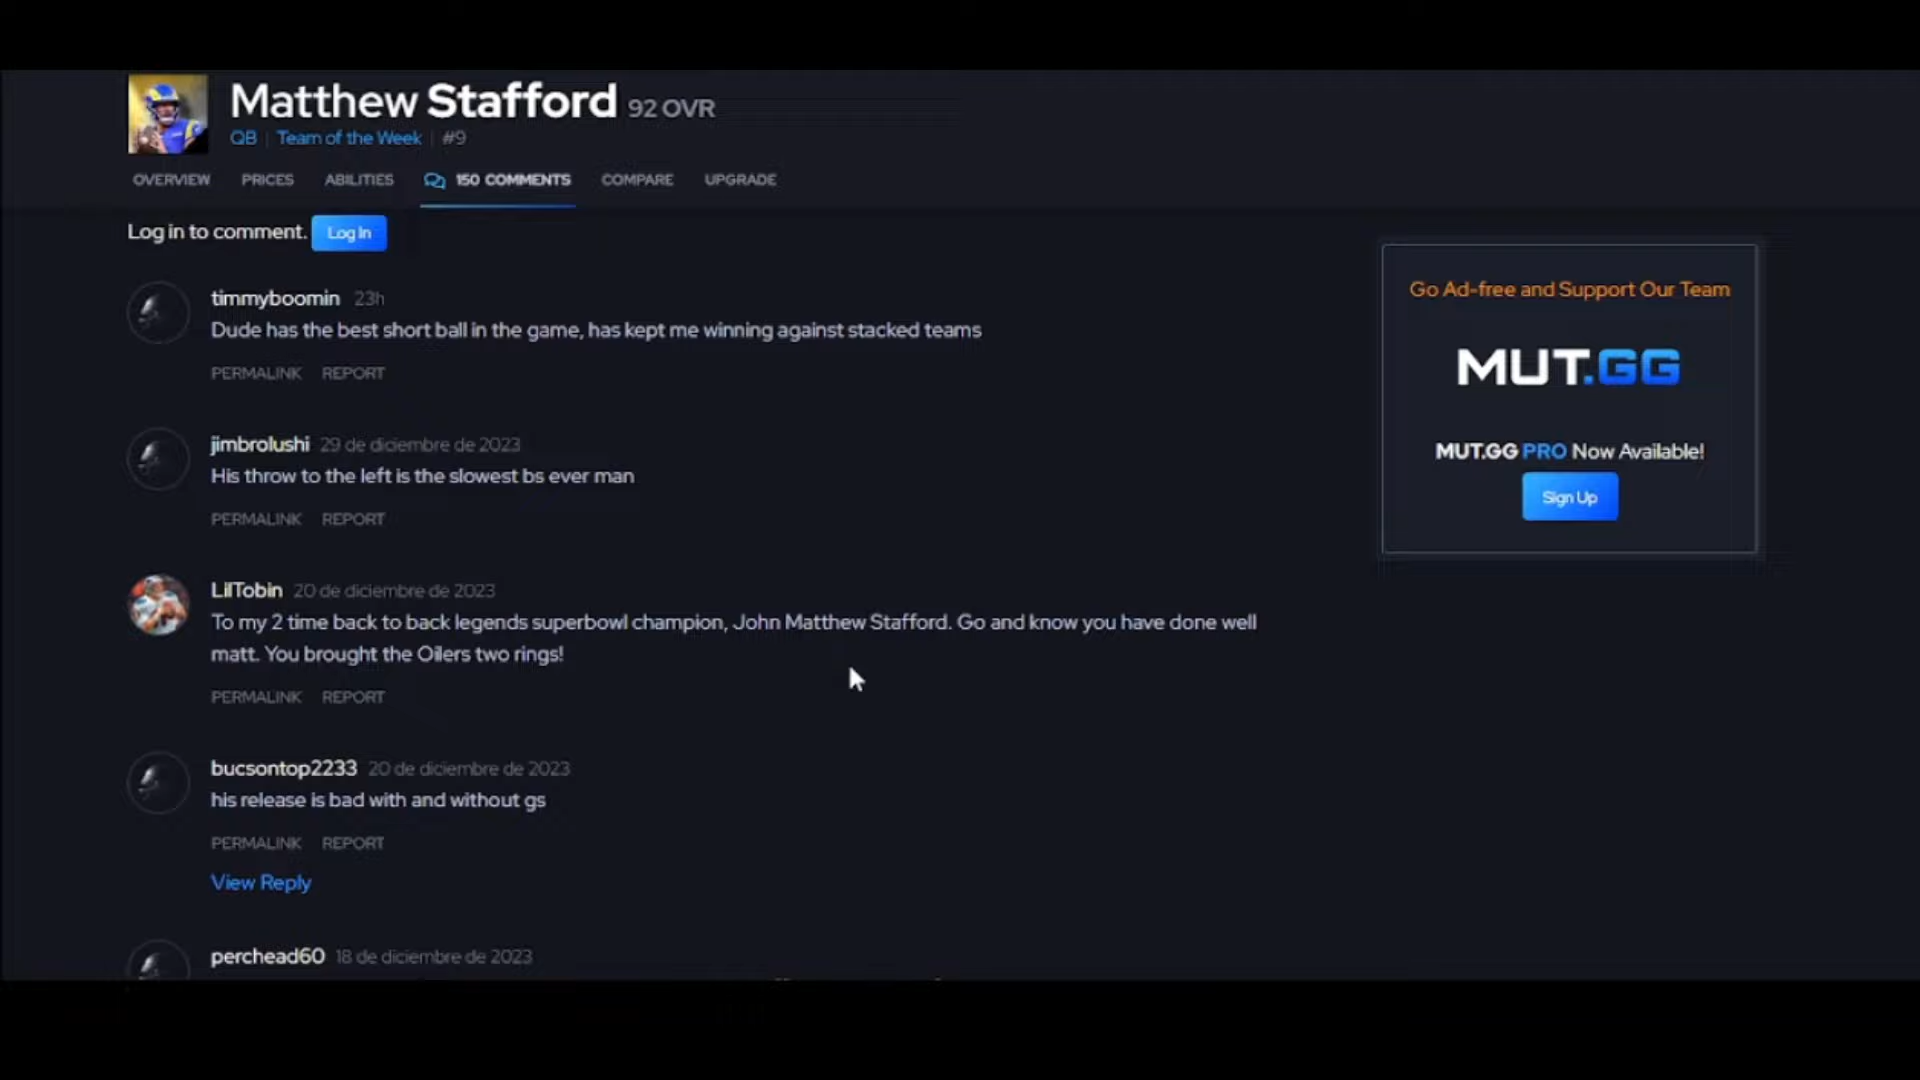 Matthew Stafford 92 OVR
QB | Team of the Week | #9
OVERVIEW PRICES ABILITIES 150 COMMENTS COMPARE UPGRADE
Log in to comment. Log In
timmyboomin 23h
Dude has the best short ball in the game, has kept me winning against stacked teams
PERMALINK REPORT
jimbrolushi 29 de diciembre de 2023
His throw to the left is the slowest bs ever man
PERMALINK REPORT
LilTobin 20 de diciembre de 2023
To my 2 time back to back legends superbowl champion, John Matthew Stafford. Go and know you have done well
matt. You brought the Oilers two rings!
PERMALINK REPORT
bucsontop2233 20 de diciembre de 2023
his release is bad with and without gs
PERMALINK REPORT
View Reply
perchead60 18 de diciembre de 2023
Go Ad-free and Support Our Team
MUT.GG
MUT.GG PRO Now Available!
Sign Up